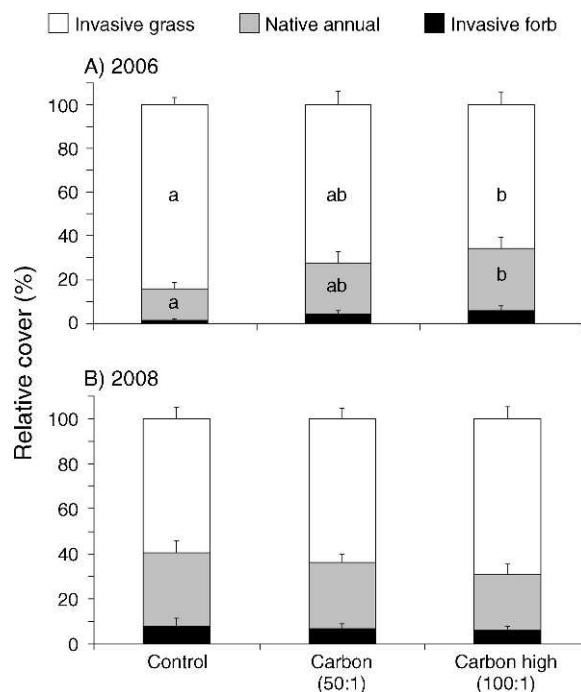 Invasive grass Native annual Invasive forb
A) 2006
100
80
60
40
20
0
a ab b
a ab b
B) 2008
100
80
60
40
20
0
Relative cover (%)
Control Carbon Carbon high
(50:1) (100:1)